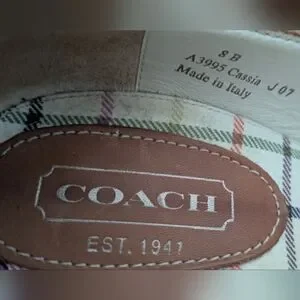 8 B
A3995 Cassia J 07
Made in Italy
COACH
EST. 1941